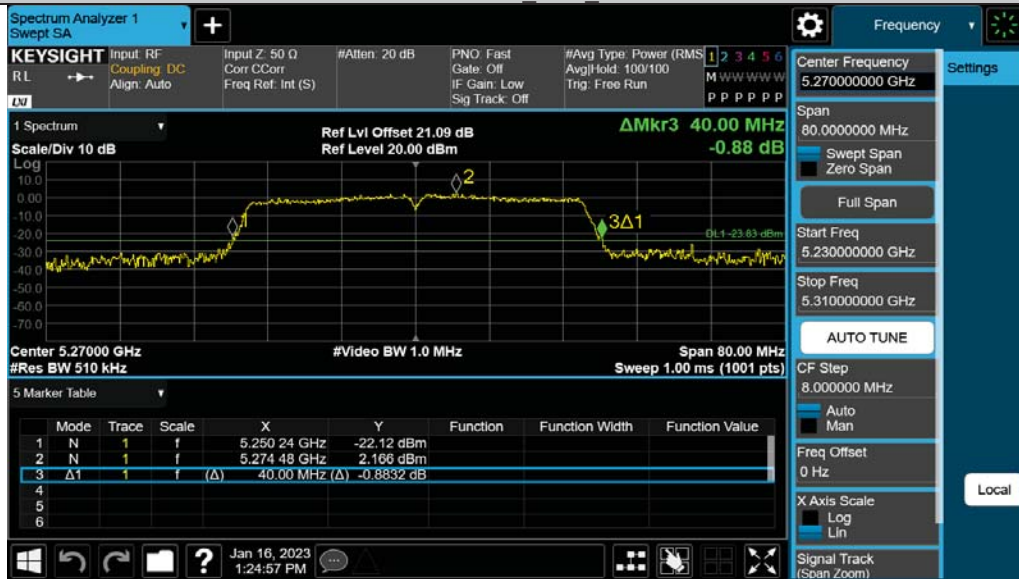 Spectrum Analyzer 1
Swept SA
+
Frequency
KEYSIGHT
RL
LXI
Input: RF
Coupling: DC
Align: Auto
Input Z: 50 Ω
Corr CCorr
Freq Ref: Int (S)
#Atten: 20 dB
PNO: Fast
Gate: Off
IF Gain: Low
Sig Track: Off
#Avg Type: Power (RMS
Avg|Hold: 100/100
Trig: Free Run
1 2 3 4 5 6
M W W W W W
P P P P P P
1 Spectrum
Scale/Div 10 dB
Ref Lvl Offset 21.09 dB
Ref Level 20.00 dBm
ΔMkr3 40.00 MHz
-0.88 dB
Log
10.0
0.00
-10.0
-20.0
-30.0
-40.0
-50.0
-60.0
-70.0
1
2
3Δ1
DL1 -23.83 dBm
Center 5.27000 GHz
#Video BW 1.0 MHz
Span 80.00 MHz
#Res BW 510 kHz
Sweep 1.00 ms (1001 pts)
5 Marker Table
Mode Trace Scale X Y Function Function Width Function Value
1 N 1 f 5.250 24 GHz -22.12 dBm
2 N 1 f 5.274 48 GHz 2.166 dBm
3 Δ1 1 f (Δ) 40.00 MHz (Δ) -0.8832 dB
4
5
6
?
Jan 16, 2023
1:24:57 PM
Center Frequency
5.270000000 GHz
Span
80.0000000 MHz
Swept Span
Zero Span
Full Span
Start Freq
5.230000000 GHz
Stop Freq
5.310000000 GHz
AUTO TUNE
CF Step
8.000000 MHz
Auto
Man
Freq Offset
0 Hz
X Axis Scale
Log
Lin
Signal Track
(Span Zoom)
Settings
Local